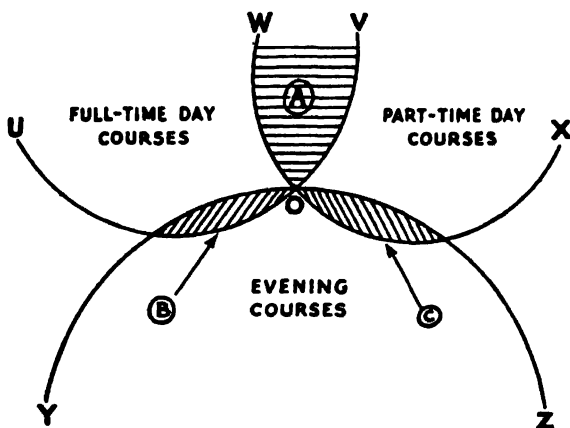 W V
A
FULL-TIME DAY
COURSES
PART-TIME DAY
COURSES
U
X
O
EVENING
COURSES
B
C
Y
Z